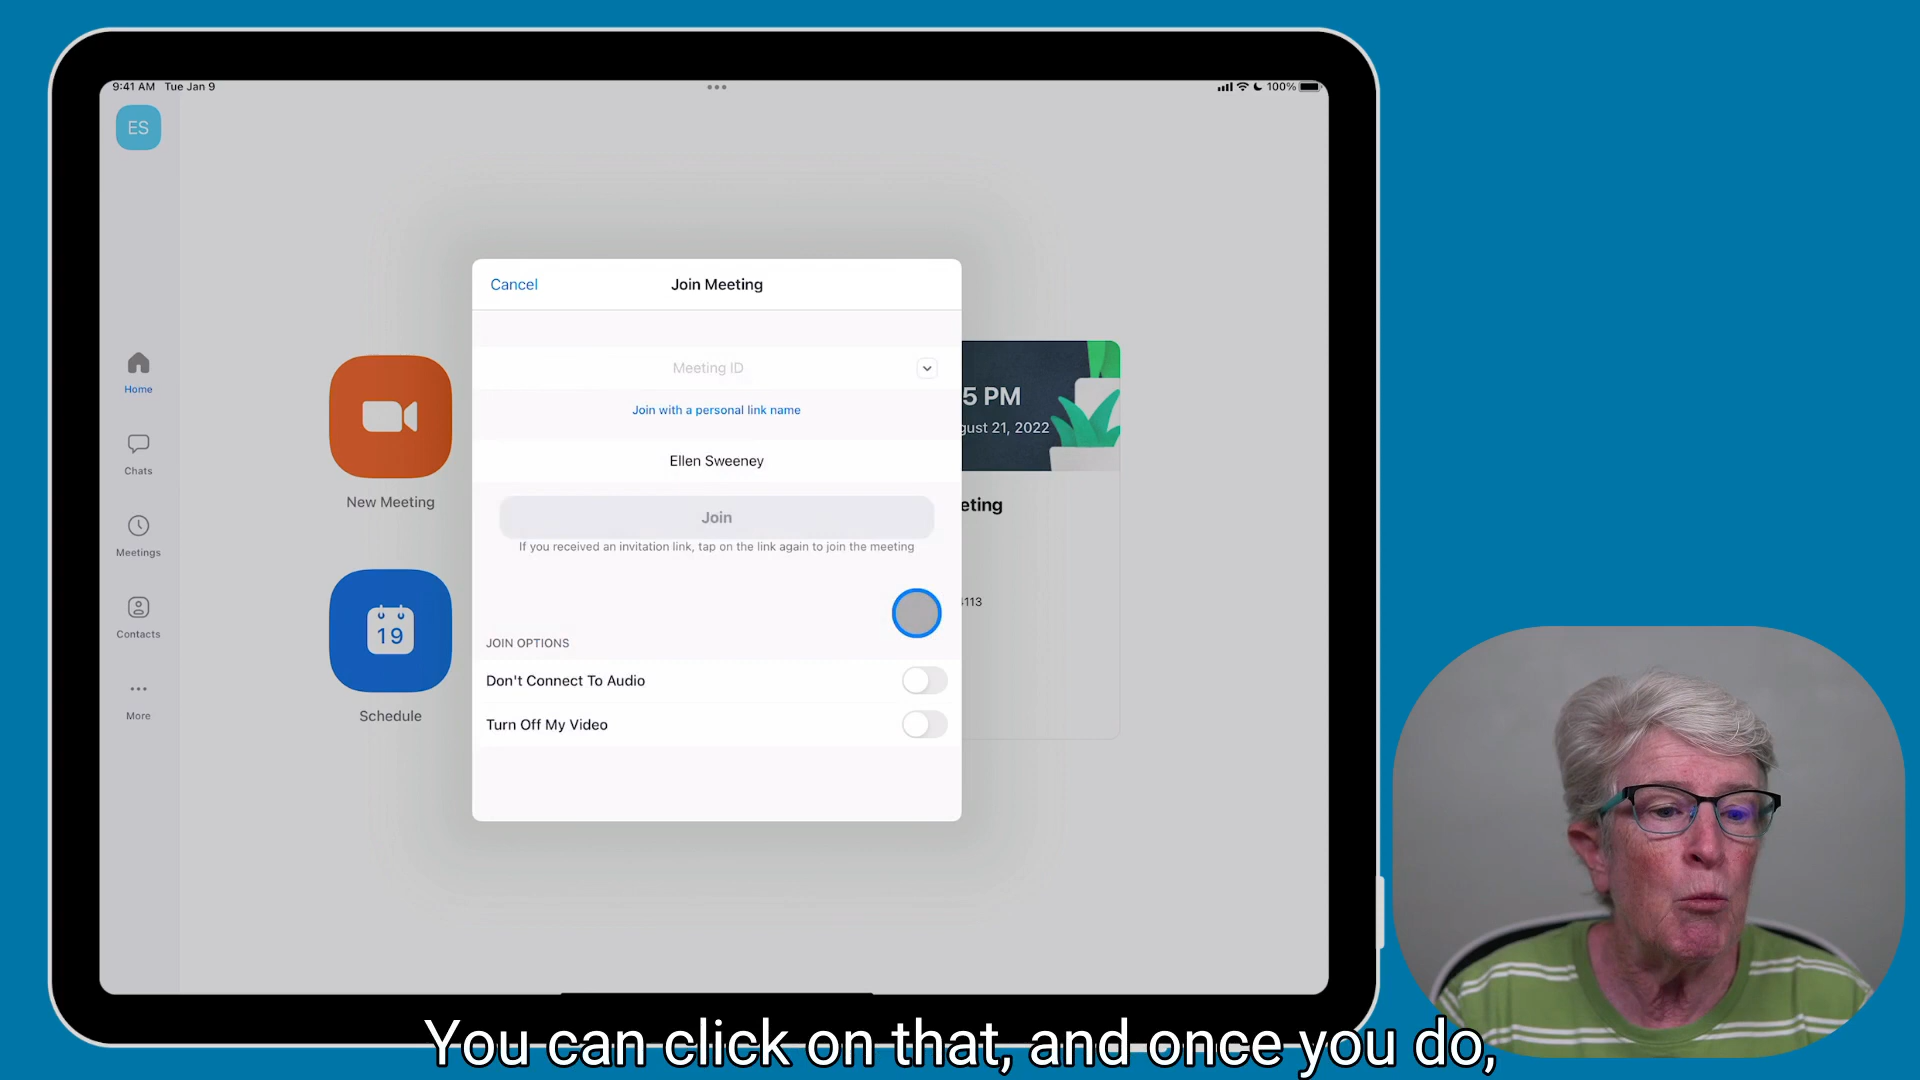 9:41 AM Tue Jan 9
100%
ES
Cancel
Join Meeting
Meeting ID
Join with a personal link name
Ellen Sweeney
Join
If you received an invitation link, tap on the link again to join the meeting
JOIN OPTIONS
Don't Connect To Audio
Turn Off My Video
Home
Chats
Meetings
Contacts
More
New Meeting
19
Schedule
5 PM
gust 21, 2022
eting
113
You can click on that, and once you do,